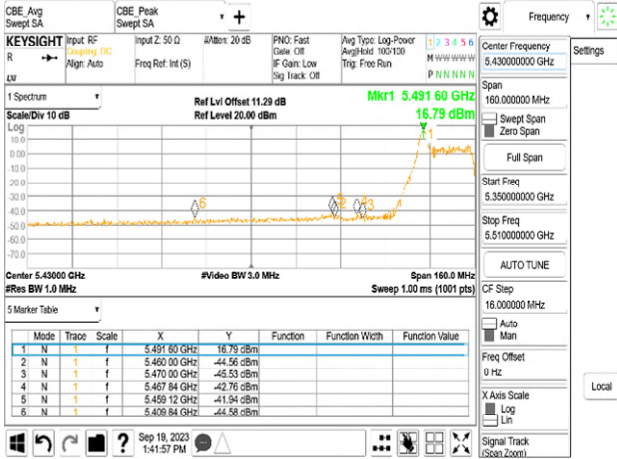 CBE_Avg
Swept SA
CBE_Peak
Swept SA
+
Frequency
KEYSIGHT
R
Input: RF
Coupling: DC
Align: Auto
Input Z: 50 Ω
Freq Ref: Int (S)
#Atten: 20 dB
PNO: Fast
Gate: Off
IF Gain: Low
Sig Track: Off
Avg Type: Log-Power
Avg|Hold: 100/100
Trig: Free Run
1 2 3 4 5 6
M W W W W W
P N N N N N
1 Spectrum
Scale/Div 10 dB
Log
Ref Lvl Offset 11.29 dB
Ref Level 20.00 dBm
Mkr1 5.491 60 GHz
16.79 dBm
10.0
0.00
-10.0
-20.0
-30.0
-40.0
-50.0
-60.0
-70.0
1
6
3
Center 5.43000 GHz
#Res BW 1.0 MHz
#Video BW 3.0 MHz
Span 160.0 MHz
Sweep 1.00 ms (1001 pts)
5 Marker Table
Mode Trace Scale X Y Function Function Width Function Value
1 N 1 f 5.491 60 GHz 16.79 dBm
2 N 1 f 5.460 00 GHz -44.56 dBm
3 N 1 f 5.470 00 GHz -45.53 dBm
4 N 1 f 5.467 84 GHz -42.76 dBm
5 N 1 f 5.459 12 GHz -41.94 dBm
6 N 1 f 5.409 84 GHz -44.58 dBm
?
Sep 19, 2023
1:41:57 PM
Center Frequency
5.430000000 GHz
Settings
Span
160.000000 MHz
Swept Span
Zero Span
Full Span
Start Freq
5.350000000 GHz
Stop Freq
5.510000000 GHz
AUTO TUNE
CF Step
16.000000 MHz
Auto
Man
Freq Offset
0 Hz
Local
X Axis Scale
Log
Lin
Signal Track
(Span Zoom)